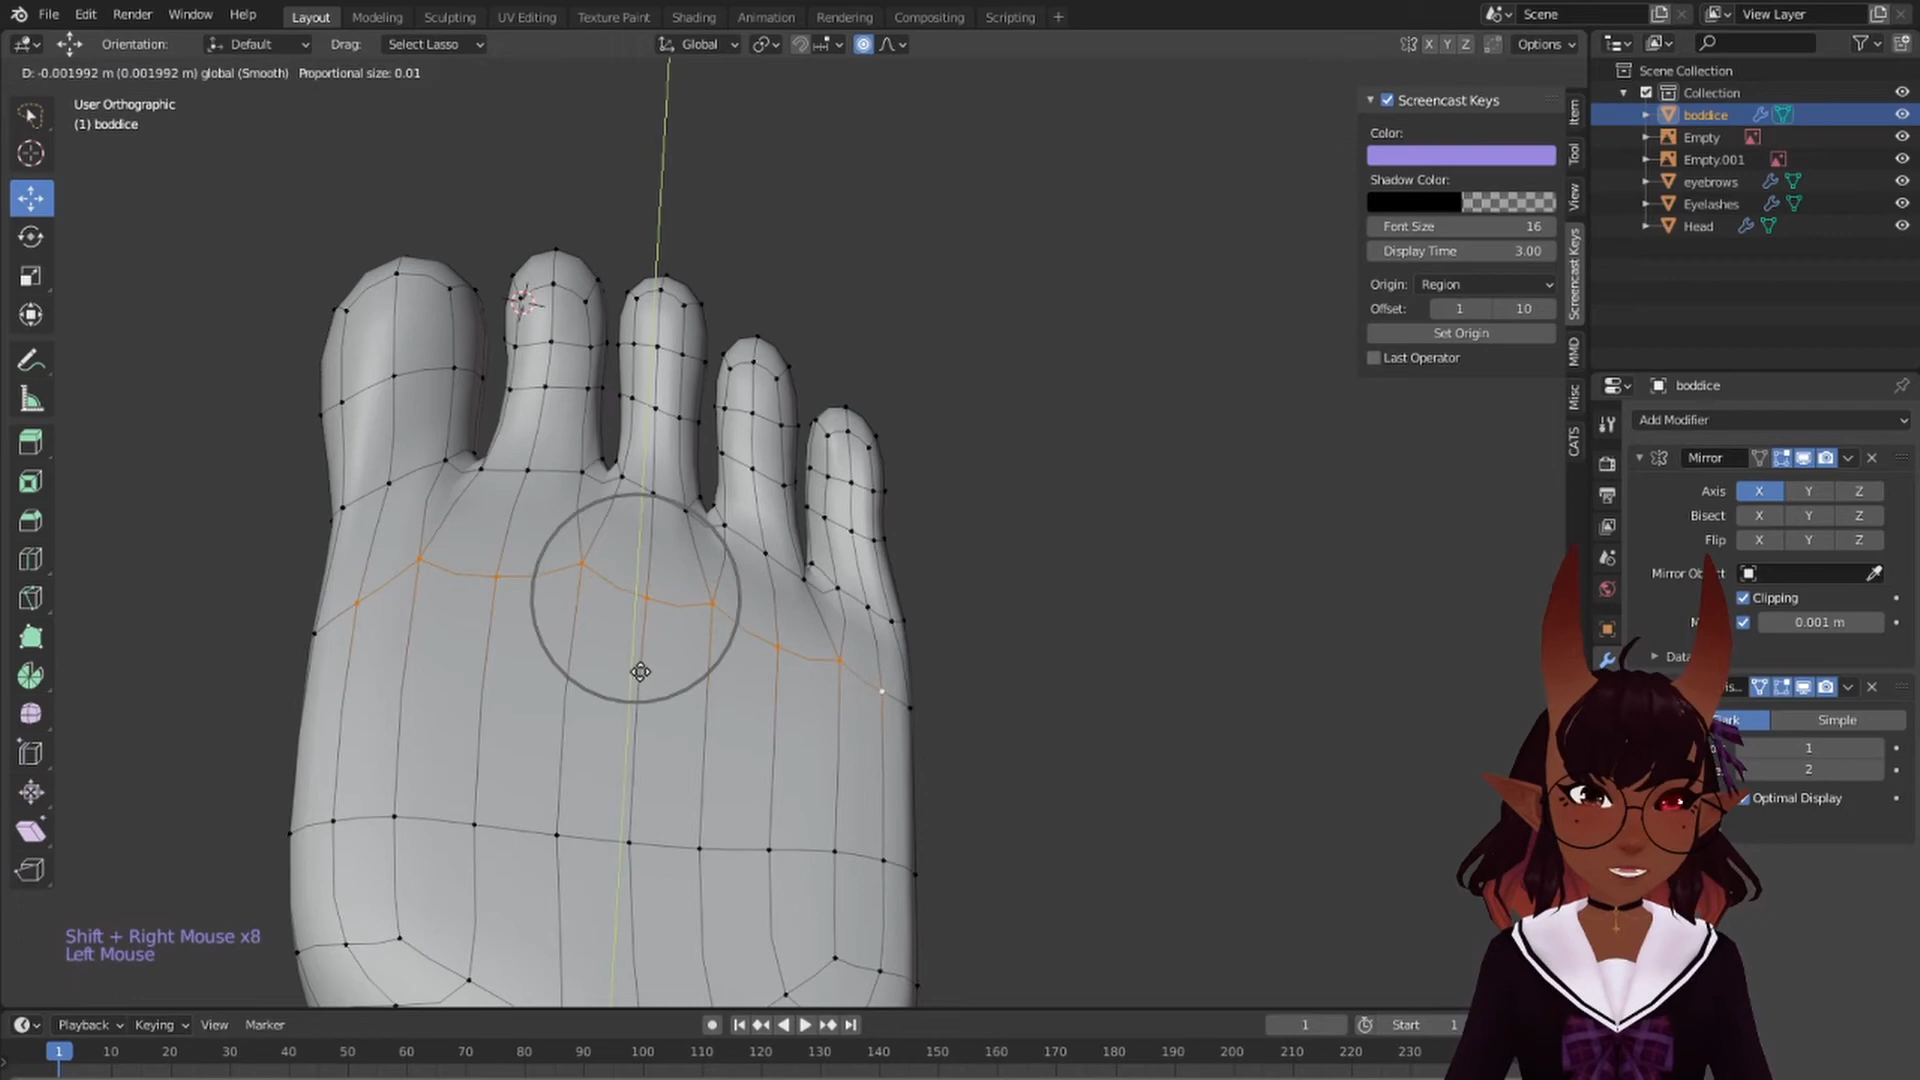 File Edit Render Window Help Layout Modeling Sculpting UV Editing Texture Paint Shading Animation Rendering Compositing Scripting + Scene View Layer
Orientation: Default Drag: Select Lasso Global X Y Z Options
D: -0.001992 m (0.001992 m) global (Smooth) Proportional size: 0.01
User Orthographic
(1) boddice
Screencast Keys
Color:
Shadow Color:
Font Size 16
Display Time 3.00
Origin: Region
Offset: 1 10
Set Origin
Last Operator
Item
Tool
View
Screencast Keys
MMD
Misc
CATS
Scene Collection
Collection
boddice
Empty
Empty.001
eyebrows
Eyelashes
Head
boddice
Add Modifier
Mirror
Axis X Y Z
Bisect X Y Z
Flip X Y Z
Mirror Obje
Clipping
0.001 m
Data
Simple
1
2
Optimal Display
Shift + Right Mouse x8
Left Mouse
Playback Keying View Marker 1 Start 1
1 10 20 30 40 50 60 70 80 90 100 110 120 130 140 150 160 170 180 190 200 210 220 230